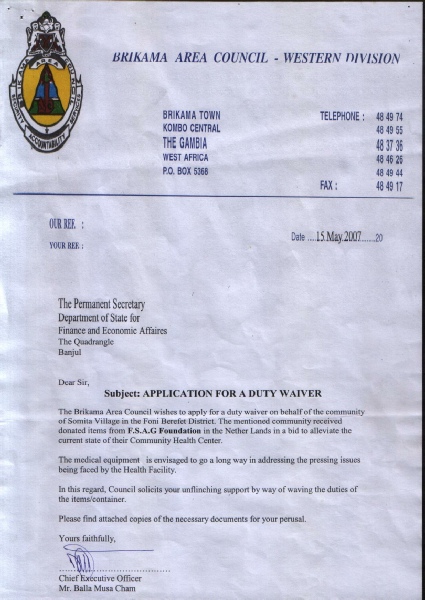 BRIKAMA AREA COUNCIL - WESTERN DIVISION
BRIKAMA AREA COUNCIL
ACCOUNTABILITY
BRIKAMA TOWN
KOMBO CENTRAL
THE GAMBIA
WEST AFRICA
P.O. BOX 5368
TELEPHONE : 48 49 74
48 49 55
48 37 36
48 46 26
48 49 44
FAX : 48 49 17
OUR REF. :
YOUR REF. :
Date ....15 May 2007........20
The Permanent Secretary
Department of State for
Finance and Economic Affaires
The Quadrangle
Banjul
Dear Sir,
Subject: APPLICATION FOR A DUTY WAIVER
The Brikama Area Council wishes to apply for a duty waiver on behalf of the community
of Somita Village in the Foni Berefet District. The mentioned community received
donated items from F.S.A.G Foundation in the Nether Lands in a bid to alleviate the
current state of their Community Health Center.
The medical equipment is envisaged to go a long way in addressing the pressing issues
being faced by the Health Facility.
In this regard, Council solicits your unflinching support by way of waving the duties of
the items/container.
Please find attached copies of the necessary documents for your perusal.
Yours faithfully,
Chief Executive Officer
Mr. Balla Musa Cham